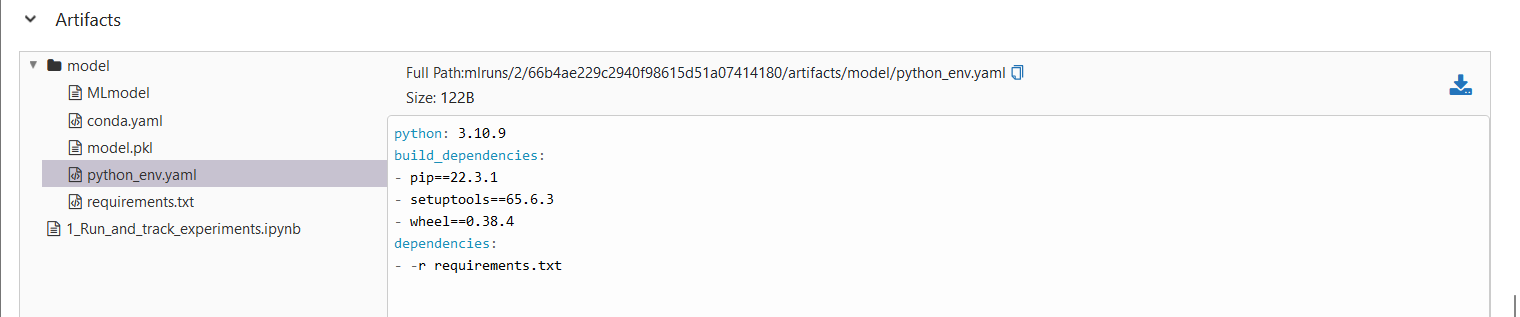 Artifacts
model
MLmodel
conda.yaml
model.pkl
python_env.yaml
requirements.txt
1_Run_and_track_experiments.ipynb
Full Path:mlruns/2/66b4ae229c2940f98615d51a07414180/artifacts/model/python_env.yaml
Size: 122B
python: 3.10.9
build_dependencies:
- pip==22.3.1
- setuptools==65.6.3
- wheel==0.38.4
dependencies:
- -r requirements.txt